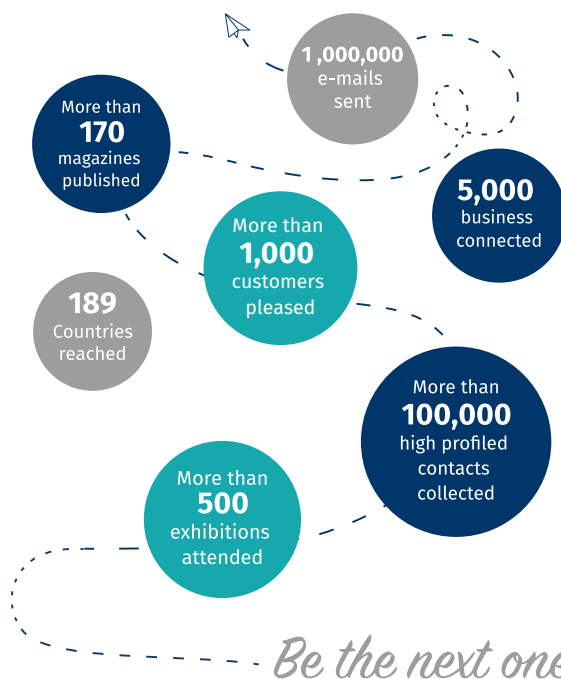 1,000,000
e-mails
sent
More than
170
magazines
published
5,000
business
connected
More than
1,000
customers
pleased
189
Countries
reached
More than
100,000
high profiled
contacts
collected
More than
500
exhibitions
attended
Be the next one